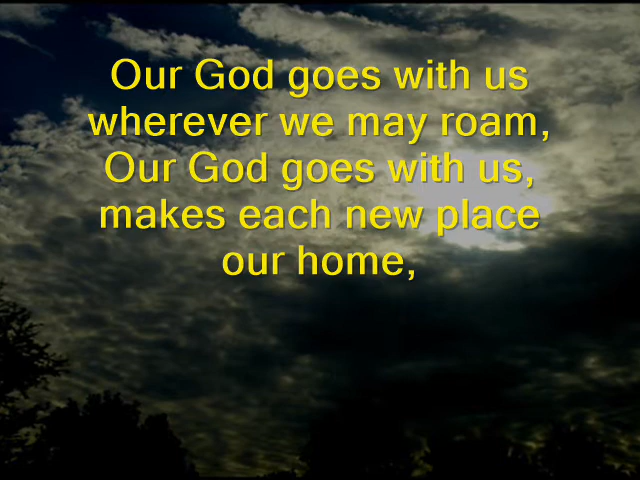 Our God goes with us
wherever we may roam,
Our God goes with us,
makes each new place
our home,